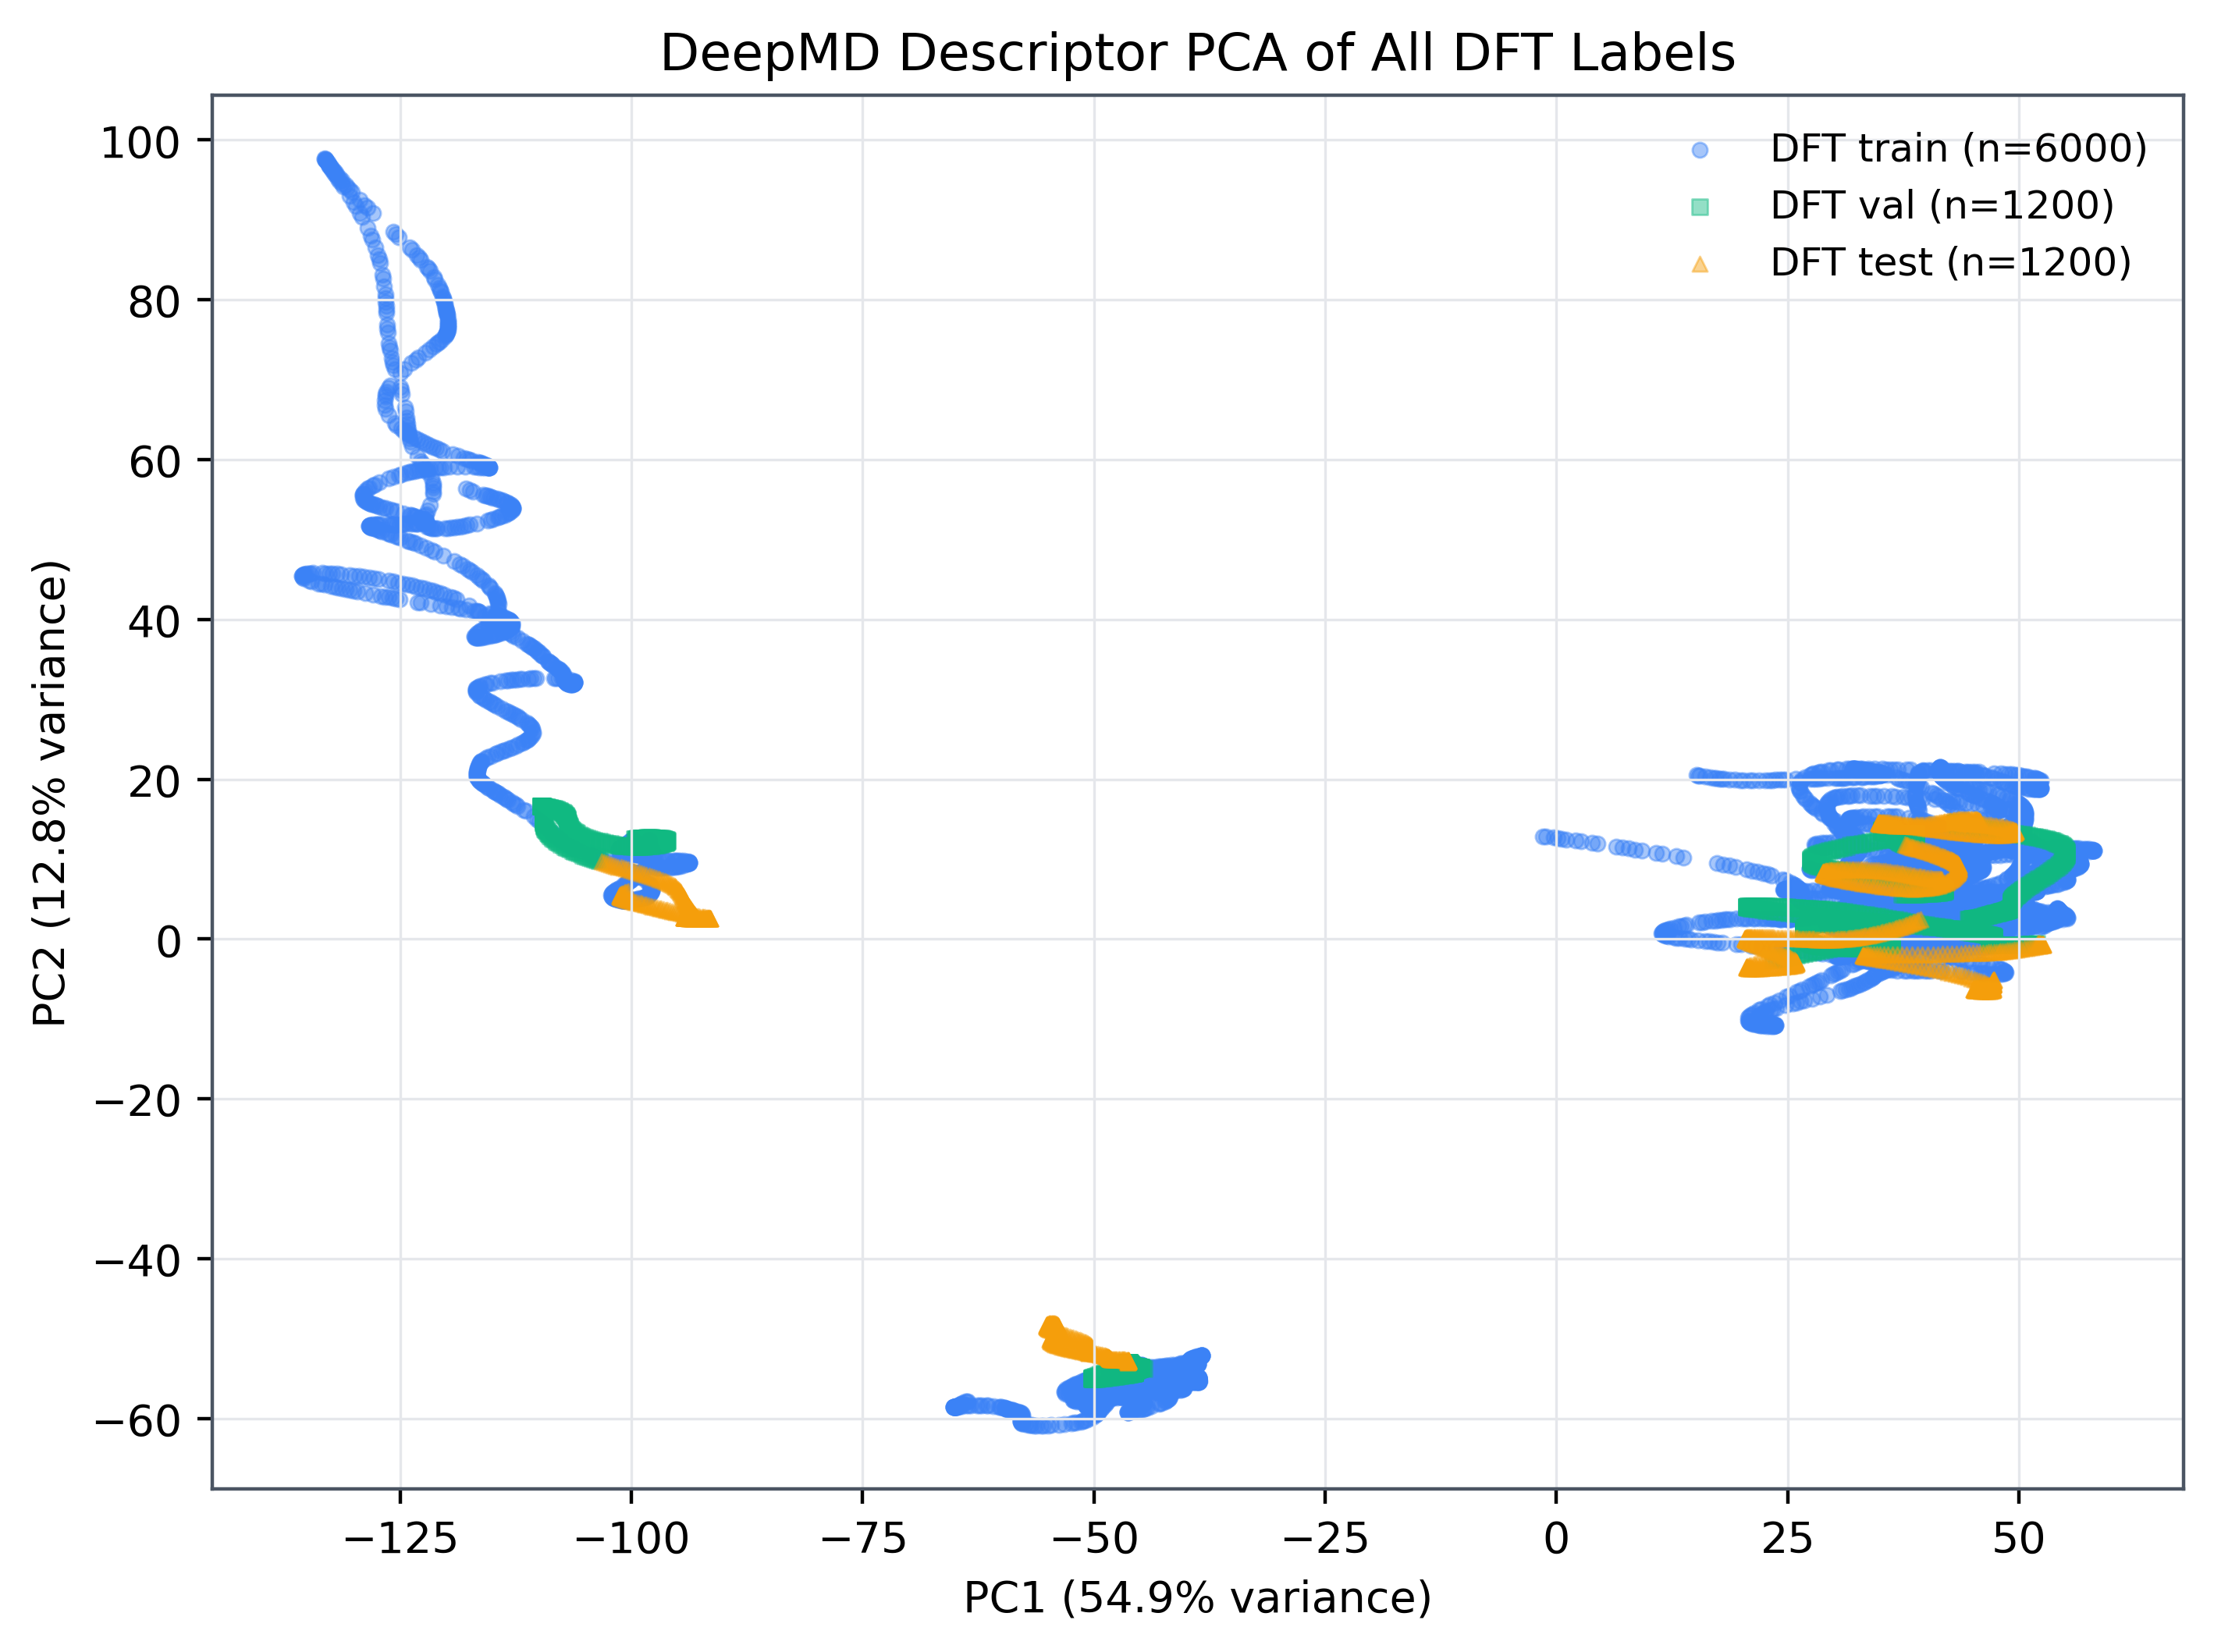 DeepMD Descriptor PCA of All DFT Labels
DFT train (n=6000)
DFT val (n=1200)
DFT test (n=1200)
PC2 (12.8% variance)
100
80
60
40
20
0
−20
−40
−60
−125
−100
−75
−50
−25
0
25
50
PC1 (54.9% variance)